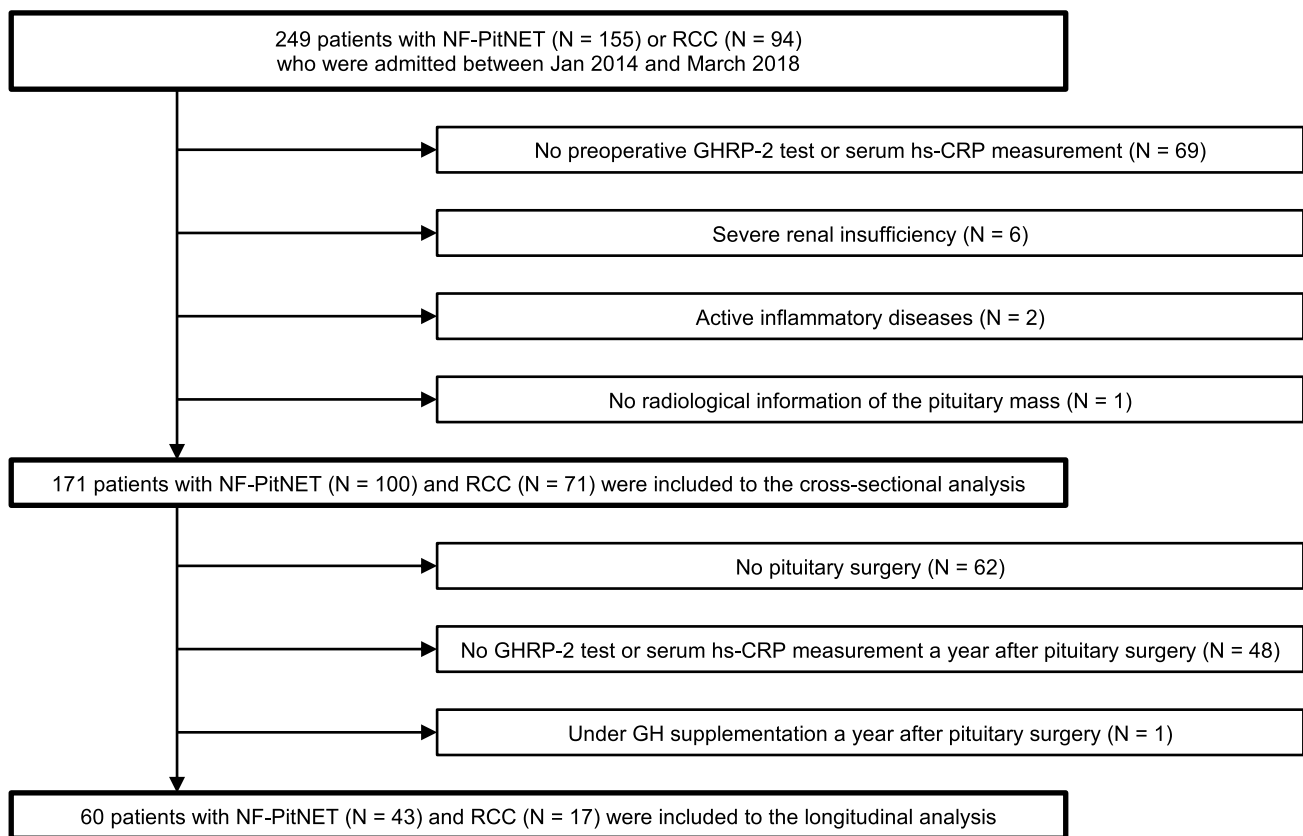 249 patients with NF-PitNET (N = 155) or RCC (N = 94)
who were admitted between Jan 2014 and March 2018
No preoperative GHRP-2 test or serum hs-CRP measurement (N = 69)
Severe renal insufficiency (N = 6)
Active inflammatory diseases (N = 2)
No radiological information of the pituitary mass (N = 1)
171 patients with NF-PitNET (N = 100) and RCC (N = 71) were included to the cross-sectional analysis
No pituitary surgery (N = 62)
No GHRP-2 test or serum hs-CRP measurement a year after pituitary surgery (N = 48)
Under GH supplementation a year after pituitary surgery (N = 1)
60 patients with NF-PitNET (N = 43) and RCC (N = 17) were included to the longitudinal analysis